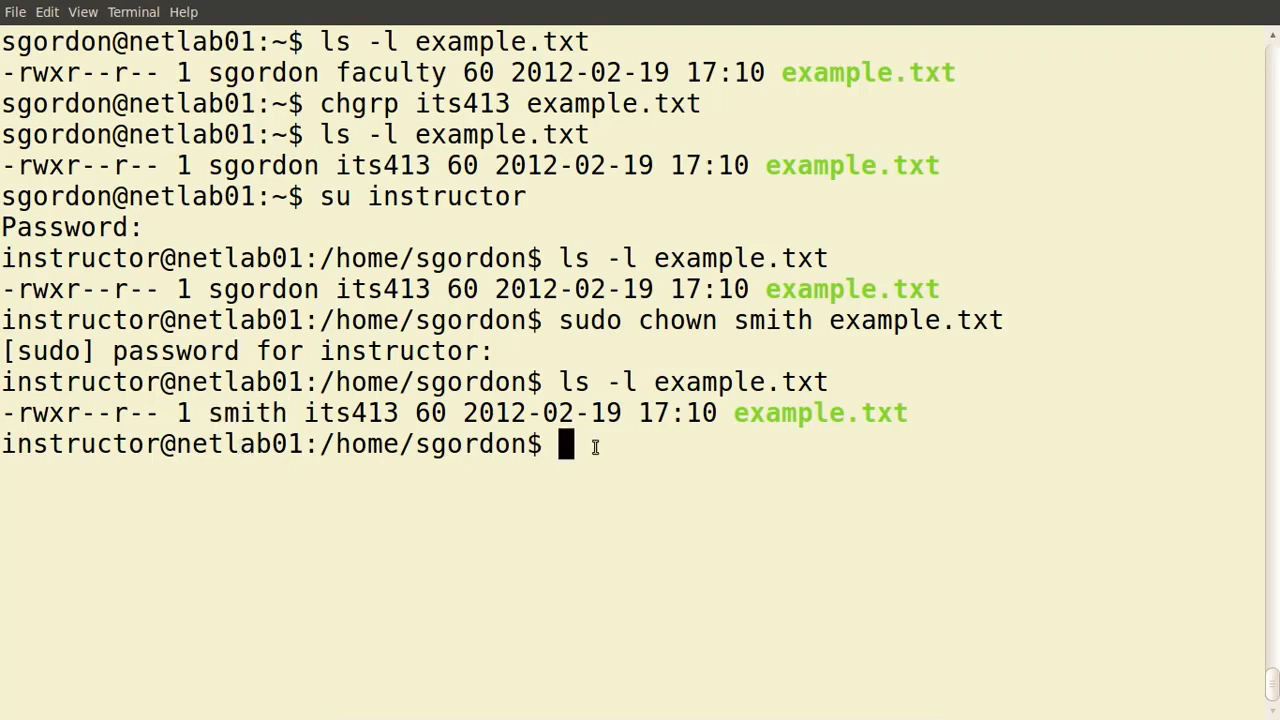 File Edit View Terminal Help
sgordon@netlab01:~$ ls -l example.txt
-rwxr--r-- 1 sgordon faculty 60 2012-02-19 17:10 example.txt
sgordon@netlab01:~$ chgrp its413 example.txt
sgordon@netlab01:~$ ls -l example.txt
-rwxr--r-- 1 sgordon its413 60 2012-02-19 17:10 example.txt
sgordon@netlab01:~$ su instructor
Password:
instructor@netlab01:/home/sgordon$ ls -l example.txt
-rwxr--r-- 1 sgordon its413 60 2012-02-19 17:10 example.txt
instructor@netlab01:/home/sgordon$ sudo chown smith example.txt
[sudo] password for instructor:
instructor@netlab01:/home/sgordon$ ls -l example.txt
-rwxr--r-- 1 smith its413 60 2012-02-19 17:10 example.txt
instructor@netlab01:/home/sgordon$